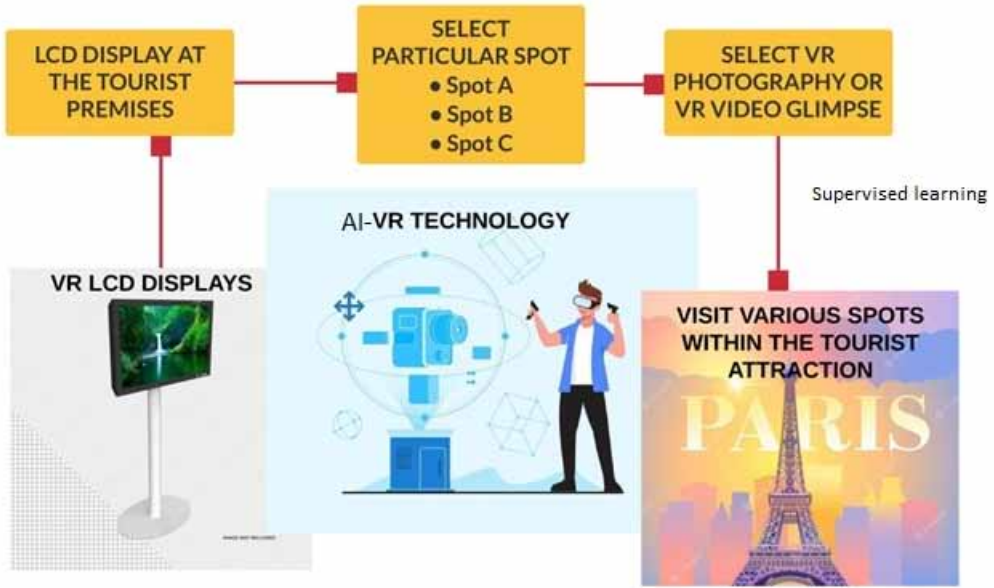 LCD DISPLAY AT
THE TOURIST
PREMISES
SELECT
PARTICULAR SPOT
• Spot A
• Spot B
• Spot C
SELECT VR
PHOTOGRAPHY OR
VR VIDEO GLIMPSE
Supervised learning
AI-VR TECHNOLOGY
VR LCD DISPLAYS
VISIT VARIOUS SPOTS
WITHIN THE TOURIST
ATTRACTION
PARIS